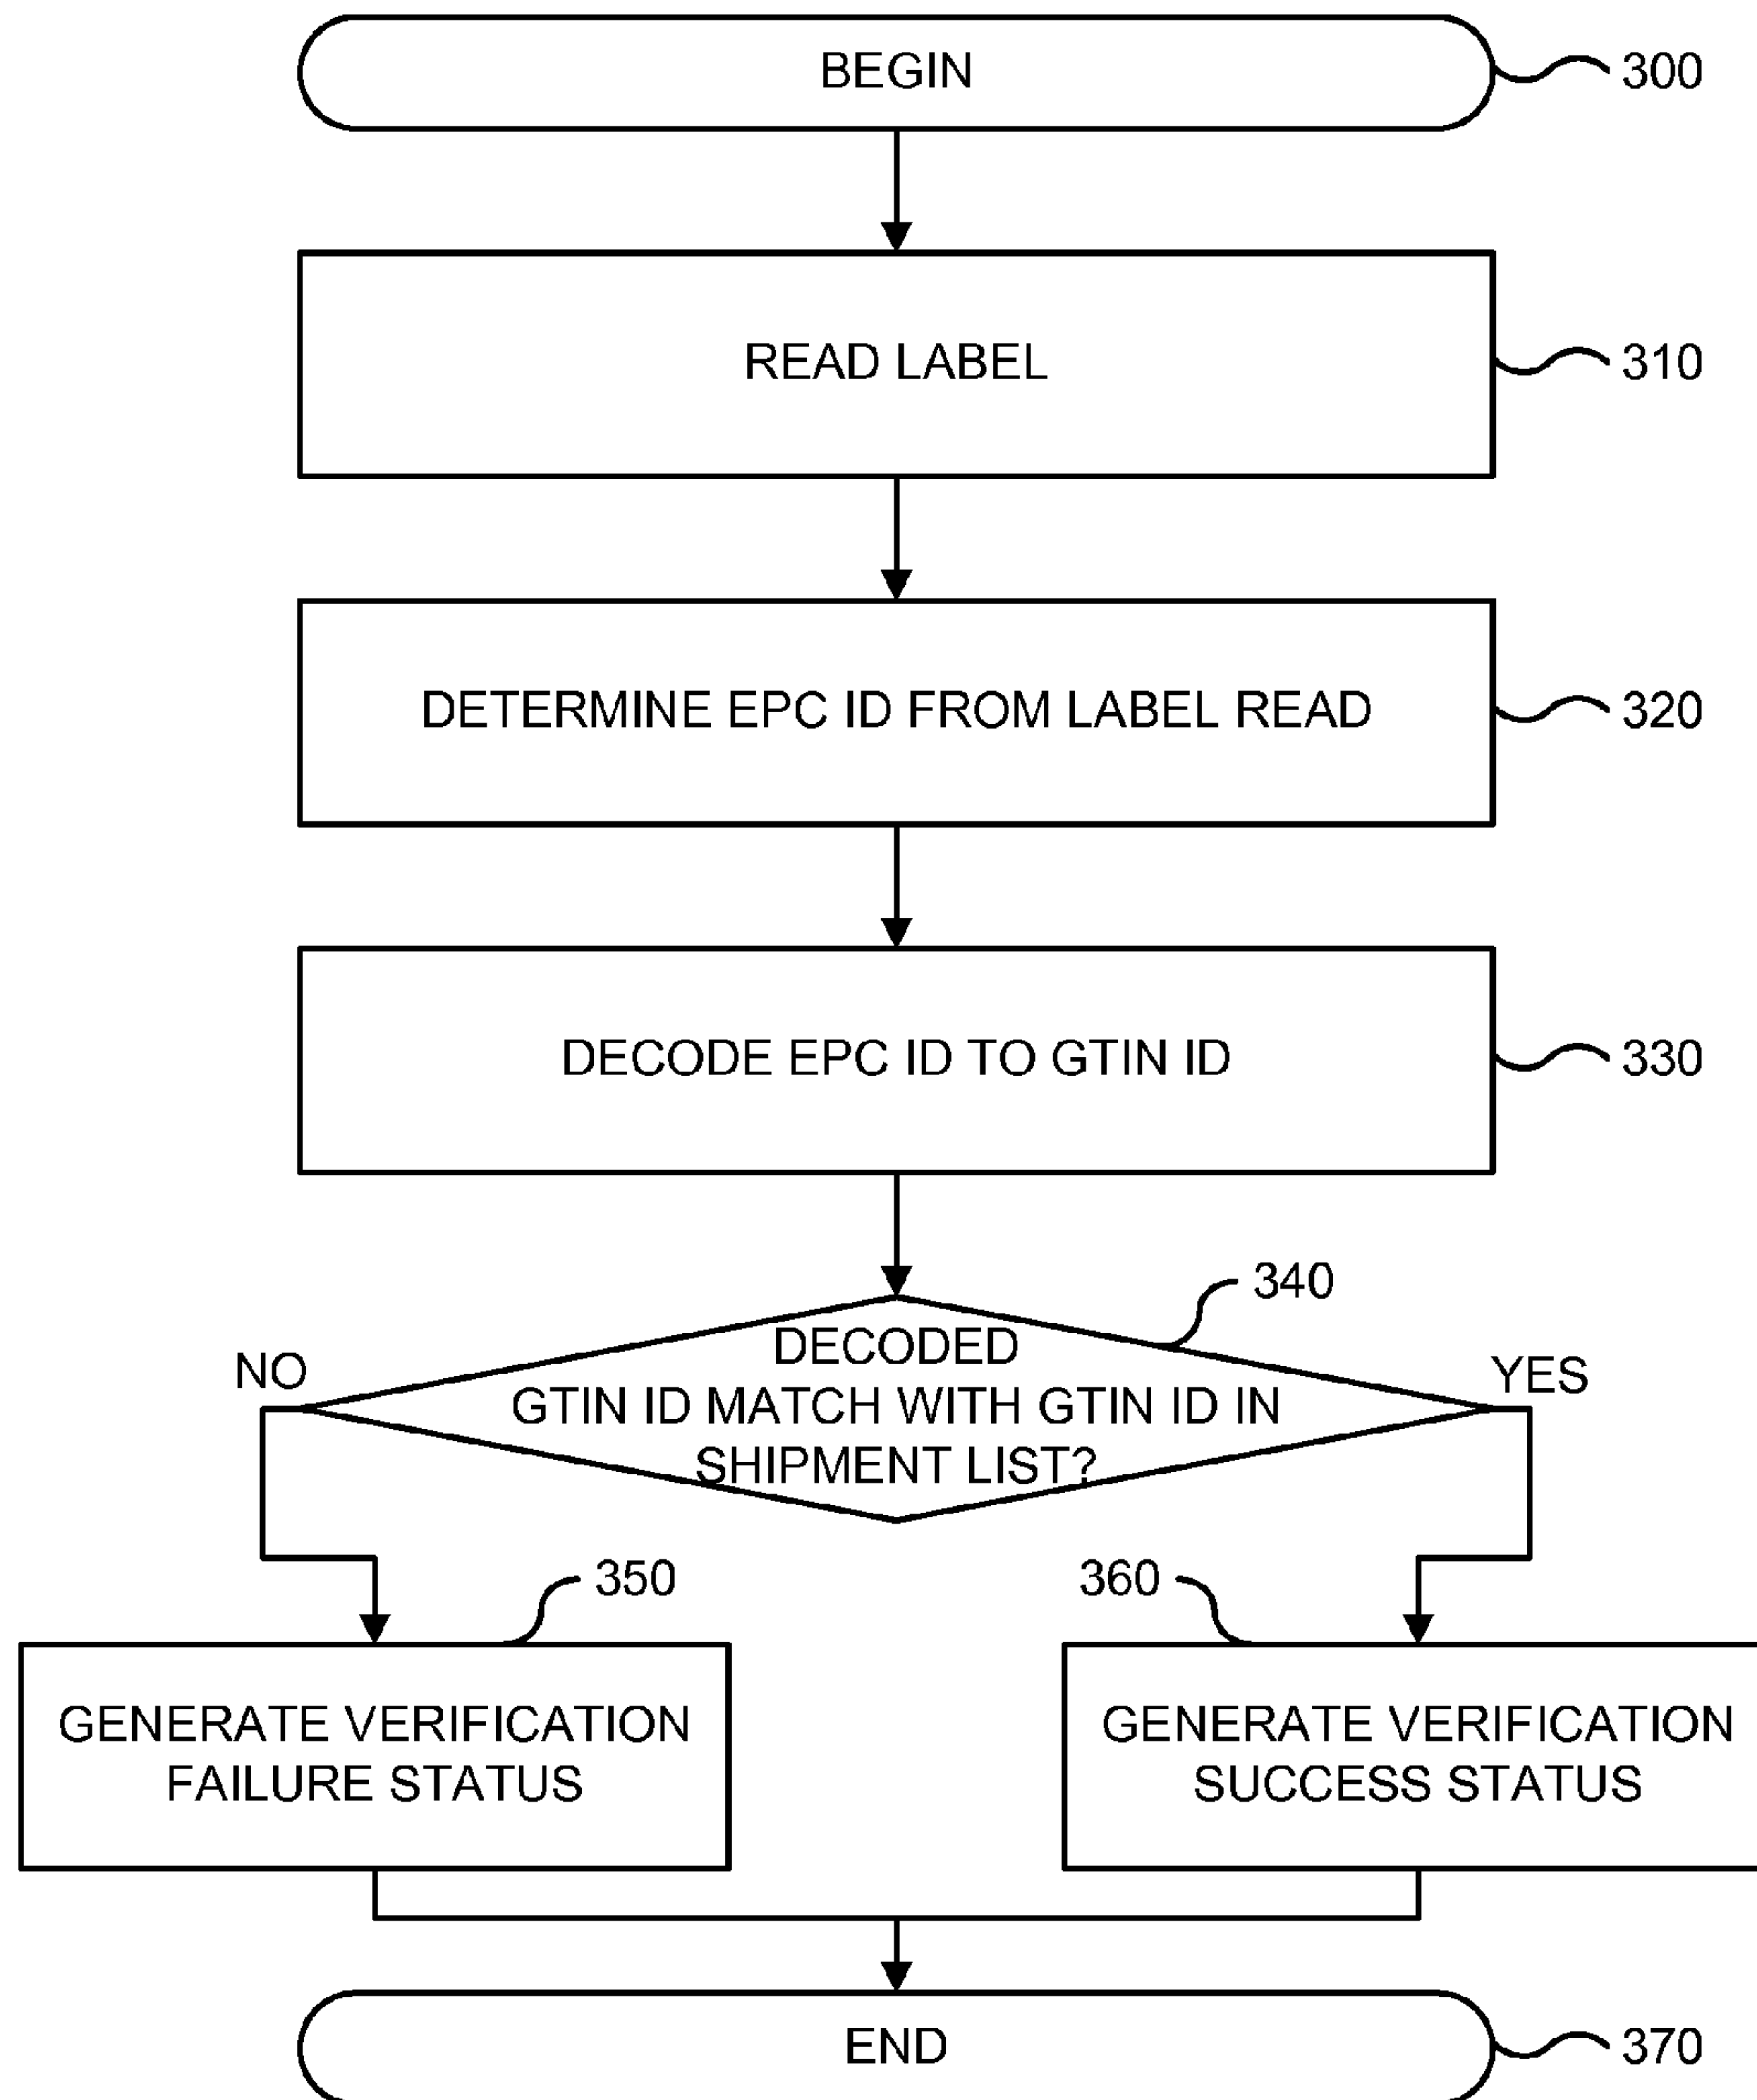 BEGIN
300
READ LABEL
310
DETERMINE EPC ID FROM LABEL READ
320
DECODE EPC ID TO GTIN ID
330
340
DECODED
GTIN ID MATCH WITH GTIN ID IN
SHIPMENT LIST?
NO
YES
350
360
GENERATE VERIFICATION
FAILURE STATUS
GENERATE VERIFICATION
SUCCESS STATUS
END
370